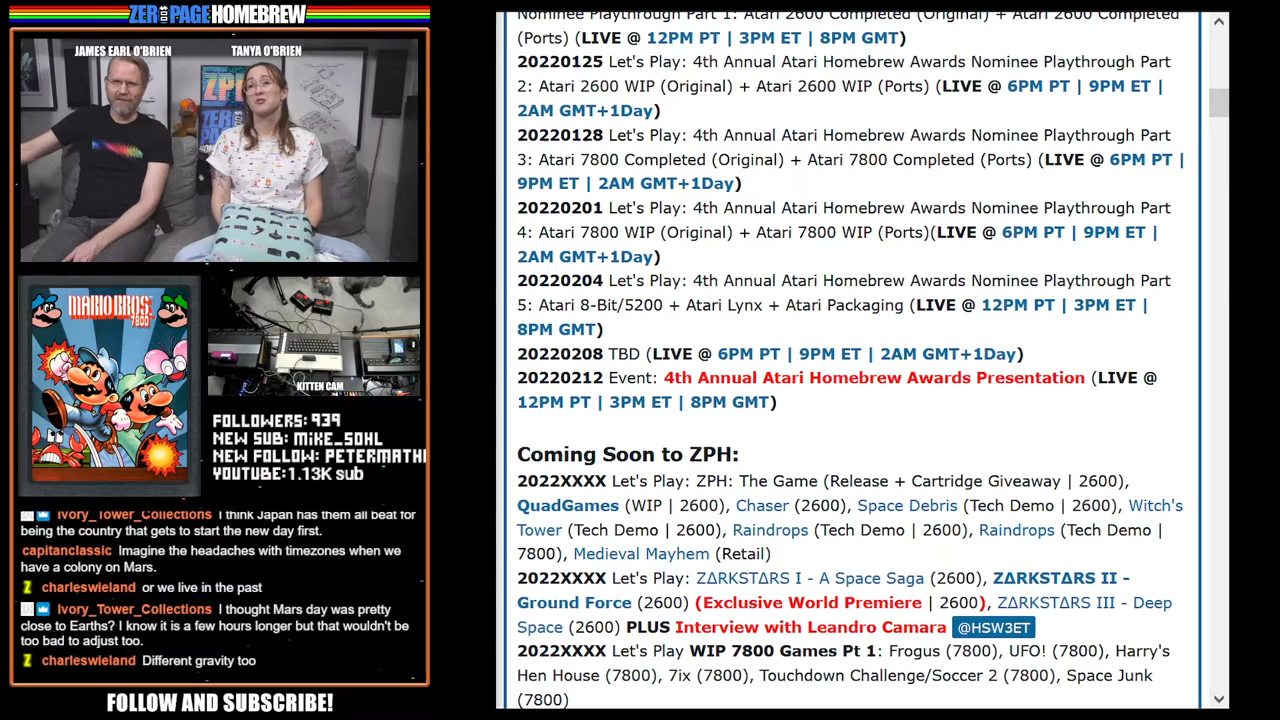 ZEROPAGEHOMEBREW
JAMES EARL O'BRIEN
TANYA O'BRIEN
MARIO BROS.
7800
KITTEN CAM
FOLLOWERS: 939
NEW SUB: MIKE_SOHL
NEW FOLLOW: PETERMATHI
YOUTUBE:1.13K sub
Ivory_Tower_Collections I think Japan has them all beat for
being the country that gets to start the new day first.
capitanclassic Imagine the headaches with timezones when we
have a colony on Mars.
charleswieland or we live in the past
Ivory_Tower_Collections I thought Mars day was pretty
close to Earths? I know it is a few hours longer but that wouldn't be
too bad to adjust too.
charleswieland Different gravity too
FOLLOW AND SUBSCRIBE!
Nominee Playthrough Part 1: Atari 2600 Completed (Original) + Atari 2600 Completed
(Ports) (LIVE @ 12PM PT | 3PM ET | 8PM GMT)
20220125 Let's Play: 4th Annual Atari Homebrew Awards Nominee Playthrough Part
2: Atari 2600 WIP (Original) + Atari 2600 WIP (Ports) (LIVE @ 6PM PT | 9PM ET |
2AM GMT+1Day)
20220128 Let's Play: 4th Annual Atari Homebrew Awards Nominee Playthrough Part
3: Atari 7800 Completed (Original) + Atari 7800 Completed (Ports) (LIVE @ 6PM PT |
9PM ET | 2AM GMT+1Day)
20220201 Let's Play: 4th Annual Atari Homebrew Awards Nominee Playthrough Part
4: Atari 7800 WIP (Original) + Atari 7800 WIP (Ports)(LIVE @ 6PM PT | 9PM ET |
2AM GMT+1Day)
20220204 Let's Play: 4th Annual Atari Homebrew Awards Nominee Playthrough Part
5: Atari 8-Bit/5200 + Atari Lynx + Atari Packaging (LIVE @ 12PM PT | 3PM ET |
8PM GMT)
20220208 TBD (LIVE @ 6PM PT | 9PM ET | 2AM GMT+1Day)
20220212 Event: 4th Annual Atari Homebrew Awards Presentation (LIVE @
12PM PT | 3PM ET | 8PM GMT)
Coming Soon to ZPH:
2022XXXX Let's Play: ZPH: The Game (Release + Cartridge Giveaway | 2600),
QuadGames (WIP | 2600), Chaser (2600), Space Debris (Tech Demo | 2600), Witch's
Tower (Tech Demo | 2600), Raindrops (Tech Demo | 2600), Raindrops (Tech Demo |
7800), Medieval Mayhem (Retail)
2022XXXX Let's Play: ZΔRKSTΔRS I - A Space Saga (2600), ZΔRKSTΔRS II -
Ground Force (2600) (Exclusive World Premiere | 2600), ZΔRKSTΔRS III - Deep
Space (2600) PLUS Interview with Leandro Camara @HSW3ET
2022XXXX Let's Play WIP 7800 Games Pt 1: Frogus (7800), UFO! (7800), Harry's
Hen House (7800), 7ix (7800), Touchdown Challenge/Soccer 2 (7800), Space Junk
(7800)